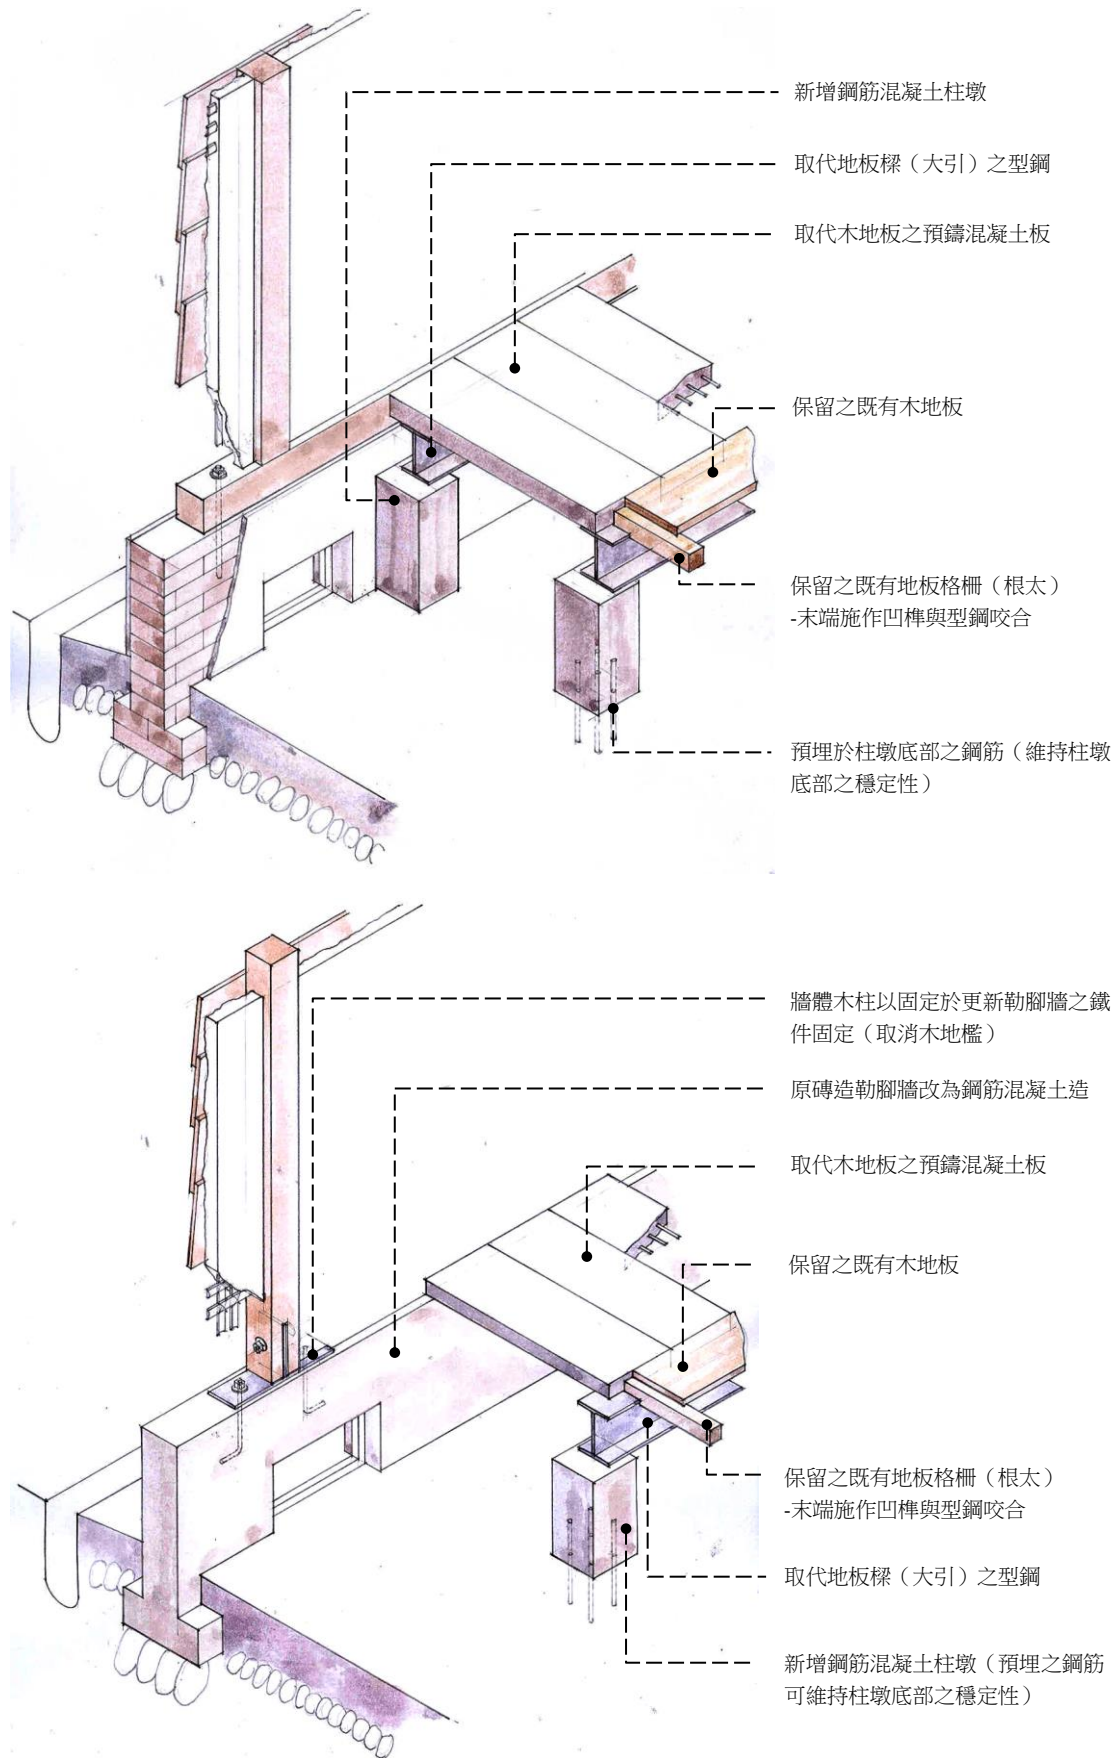 新增鋼筋混凝土柱墩
取代地板樑（大引）之型鋼
取代木地板之預鑄混凝土板
保留之既有木地板
保留之既有地板格柵（根太）
-末端施作凹榫與型鋼咬合
預埋於柱墩底部之鋼筋（維持柱墩
底部之穩定性）
牆體木柱以固定於更新勒腳牆之鐵
件固定（取消木地檻）
原磚造勒腳牆改為鋼筋混凝土造
取代木地板之預鑄混凝土板
保留之既有木地板
保留之既有地板格柵（根太）
-末端施作凹榫與型鋼咬合
取代地板樑（大引）之型鋼
新增鋼筋混凝土柱墩（預埋之鋼筋
可維持柱墩底部之穩定性）